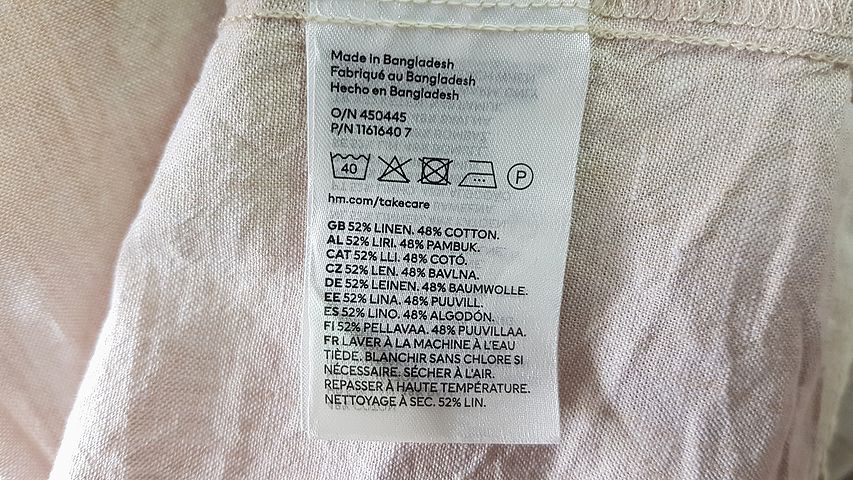 Made in Bangladesh
Fabriqué au Bangladesh
Hecho en Bangladesh
O/N 450445
P/N 1161640 7
40 P
hm.com/takecare
GB 52% LINEN. 48% COTTON.
AL 52% LIRI. 48% PAMBUK.
CAT 52% LLI. 48% COTÓ.
CZ 52% LEN. 48% BAVLNA.
DE 52% LEINEN. 48% BAUMWOLLE.
EE 52% LINA. 48% PUUVILL.
ES 52% LINO. 48% ALGODÓN.
FI 52% PELLAVAA. 48% PUUVILLAA.
FR LAVER À LA MACHINE À L'EAU
TIÈDE. BLANCHIR SANS CHLORE SI
NÉCESSAIRE. SÉCHER À L'AIR.
REPASSER À HAUTE TEMPÉRATURE.
NETTOYAGE À SEC. 52% LIN.